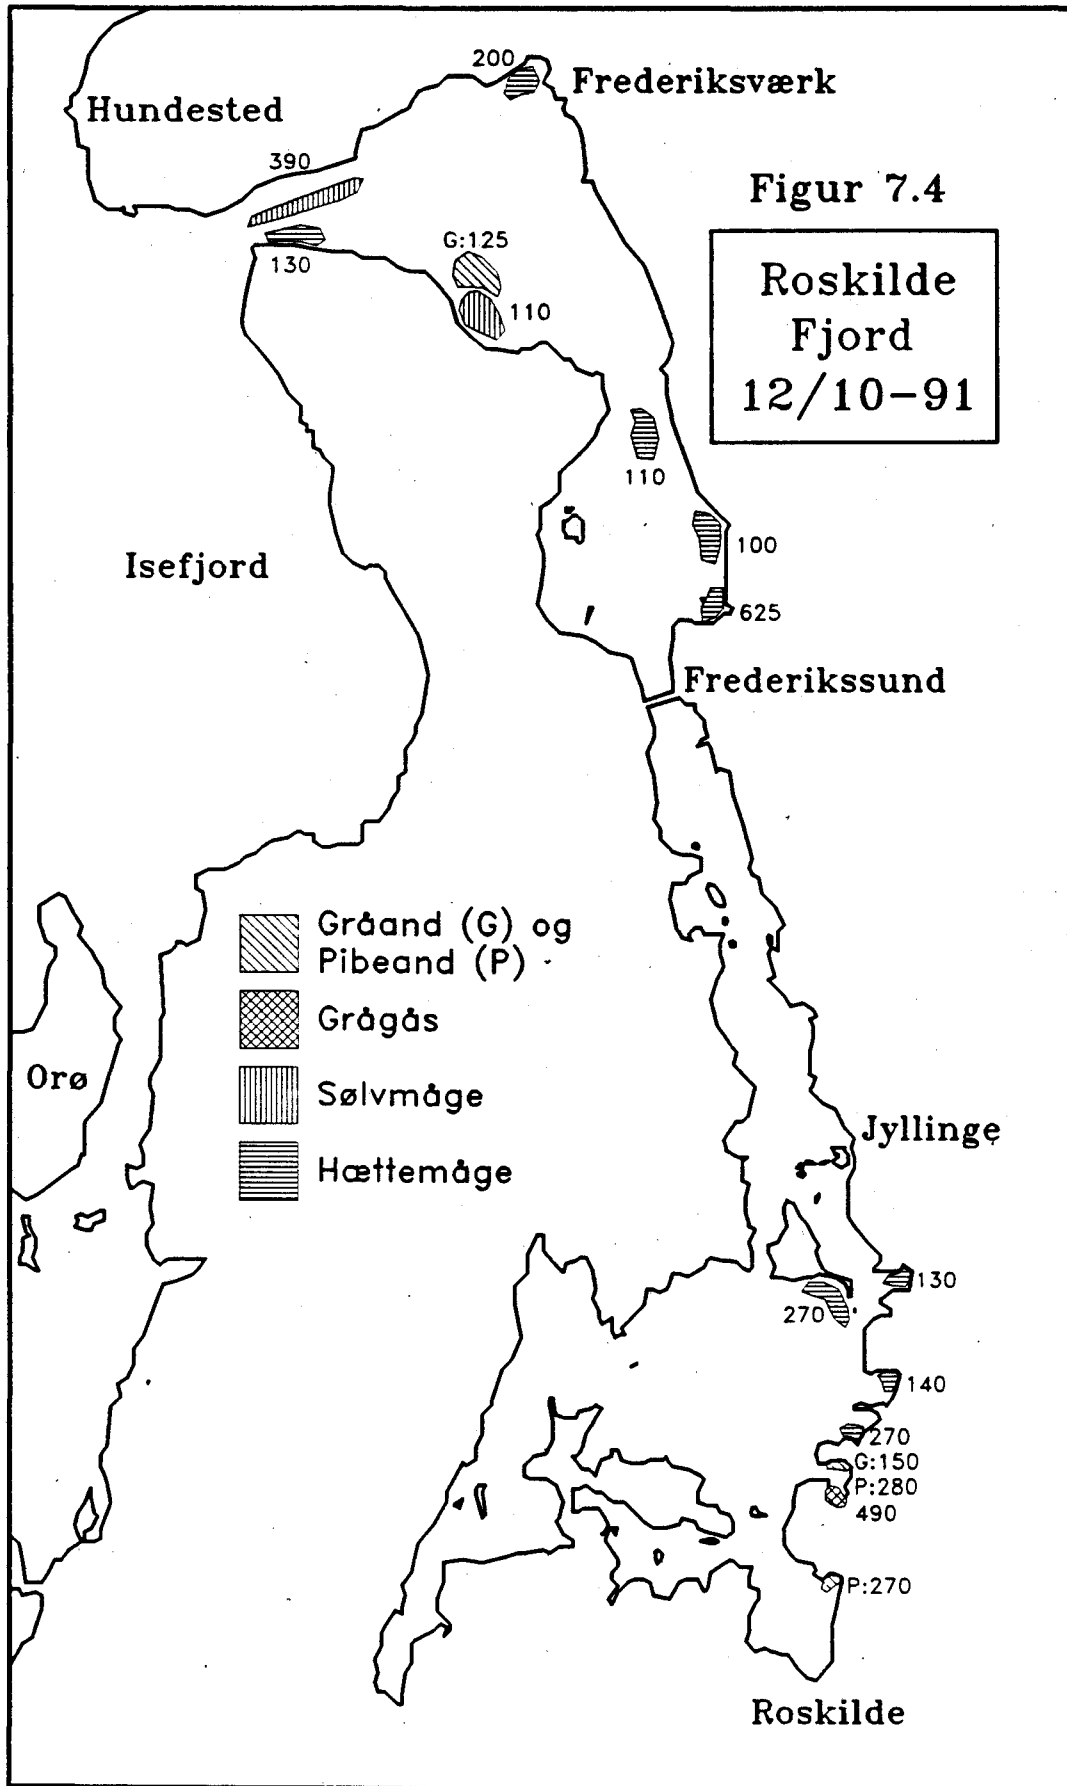 200
Frederiksværk
Hundested
390
Figur 7.4
130
G:125
110
Roskilde
Fjord
12/10-91
110
100
Isefjord
625
Frederikssund
Gråand (G) og
Pibeand (P)
Grågås
Orø
Sølvmåge
Jyllinge
Hættemåge
130
270
140
270
G:150
P:280
490
P:270
Roskilde